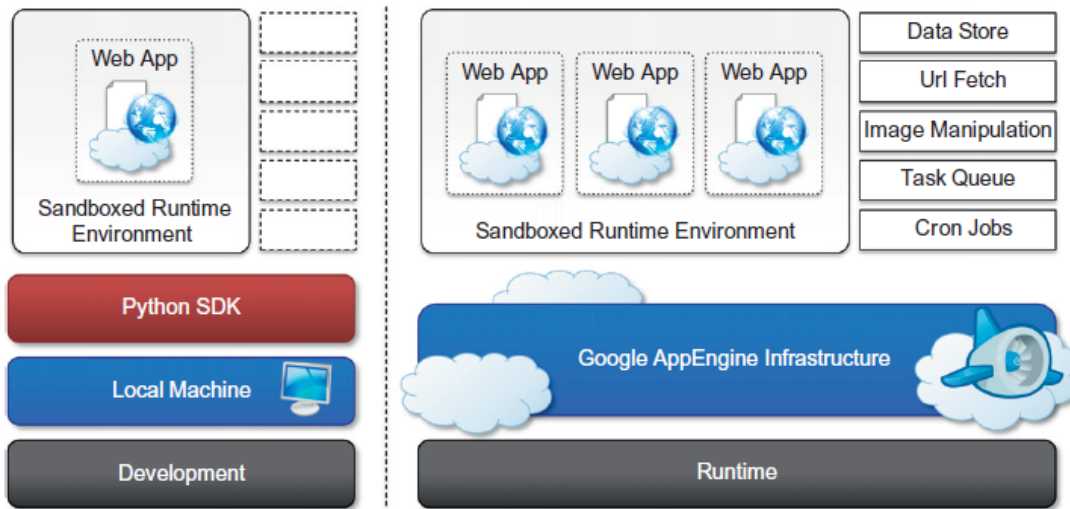 Web App
Sandboxed Runtime
Environment
Python SDK
Local Machine
Development
Web App
Web App
Web App
Sandboxed Runtime Environment
Data Store
Url Fetch
Image Manipulation
Task Queue
Cron Jobs
Google AppEngine Infrastructure
Runtime